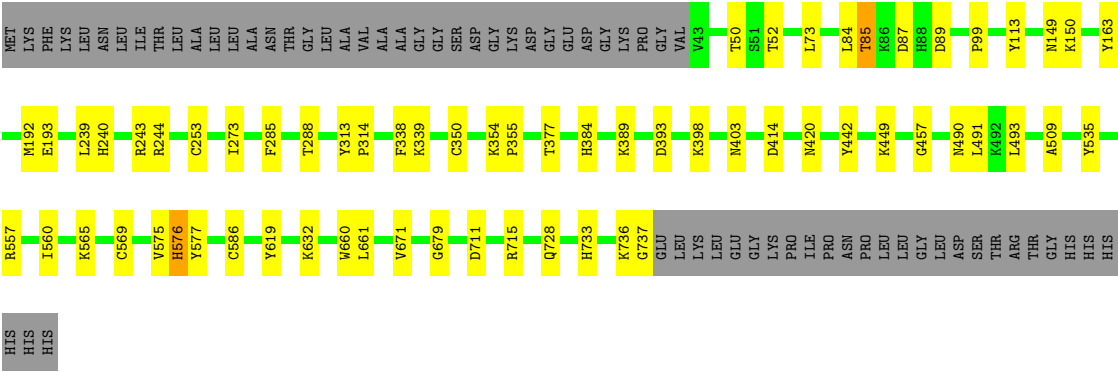 MET LYS PHE LYS LEU LEU ASN LEU ILE THR LEU ALA LEU LEU ALA ASN THR GLY LEU ALA VAL ALA ALA GLY GLY SER ASP GLY LYS ASP GLY GLU ASP GLY LYS PRO GLY VAL V43 T50 S51 T52 L73 L84 T85 K86 D87 H88 D89 P99 Y113 N149 K150 Y163
M192 E193 L239 H240 R243 R244 C253 I273 F285 T288 Y313 P314 F338 K339 C350 K354 P355 T377 H384 K389 D393 K398 N403 D414 N420 Y442 K449 G457 N490 L491 K492 L493 A509 Y535
R557 I560 K565 C569 V575 H576 Y577 C586 Y619 K632 W660 L661 V671 G679 D711 R715 Q728 H733 K736 G737 GLU LEU LYS LEU GLU GLY LYS PRO ILE PRO ASN PRO LEU LEU GLY LEU ASP SER THR ARG THR GLY HIS HIS HIS
HIS HIS HIS